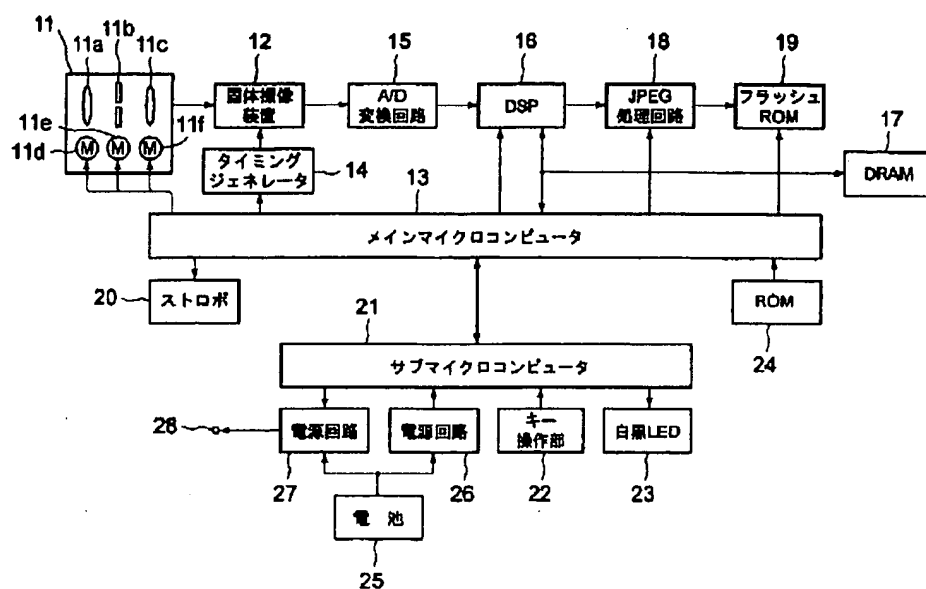 11
11a
11b
11c
11e
11f
11d
M
M
M
12
固体撮像
装置
15
A/D
変換回路
16
DSP
18
JPEG
処理回路
19
フラッシュ
ROM
17
DRAM
タイミング
ジェネレータ
14
13
メインマイクロコンピュータ
20
ストロボ
ROM
24
21
サブマイクロコンピュータ
28
電源回路
27
電源回路
26
キー
操作部
22
白黒LED
23
電 池
25